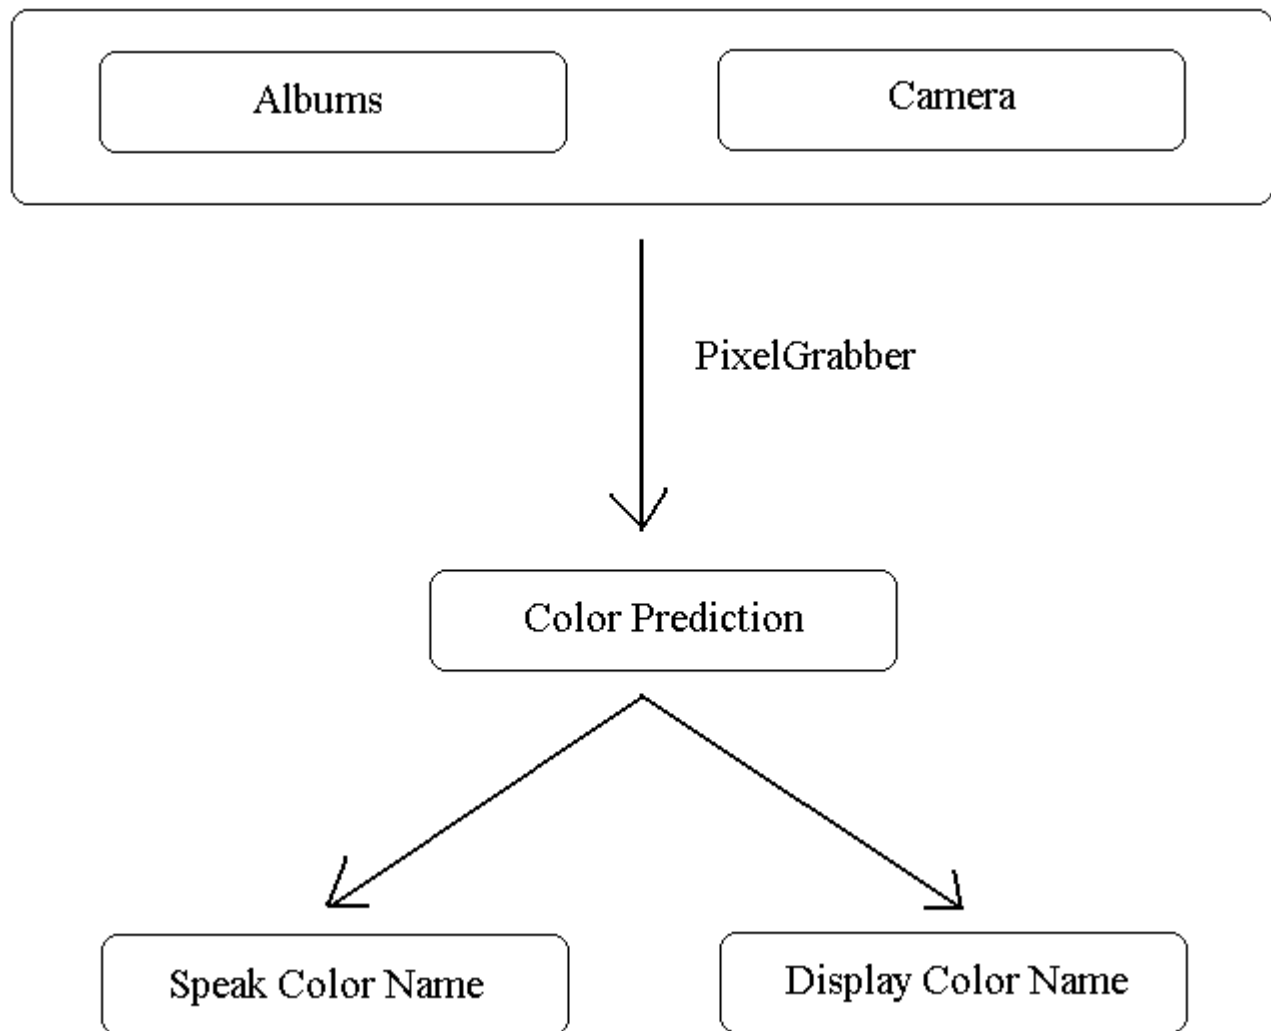 Albums
Camera
PixelGrabber
Color Prediction
Speak Color Name
Display Color Name